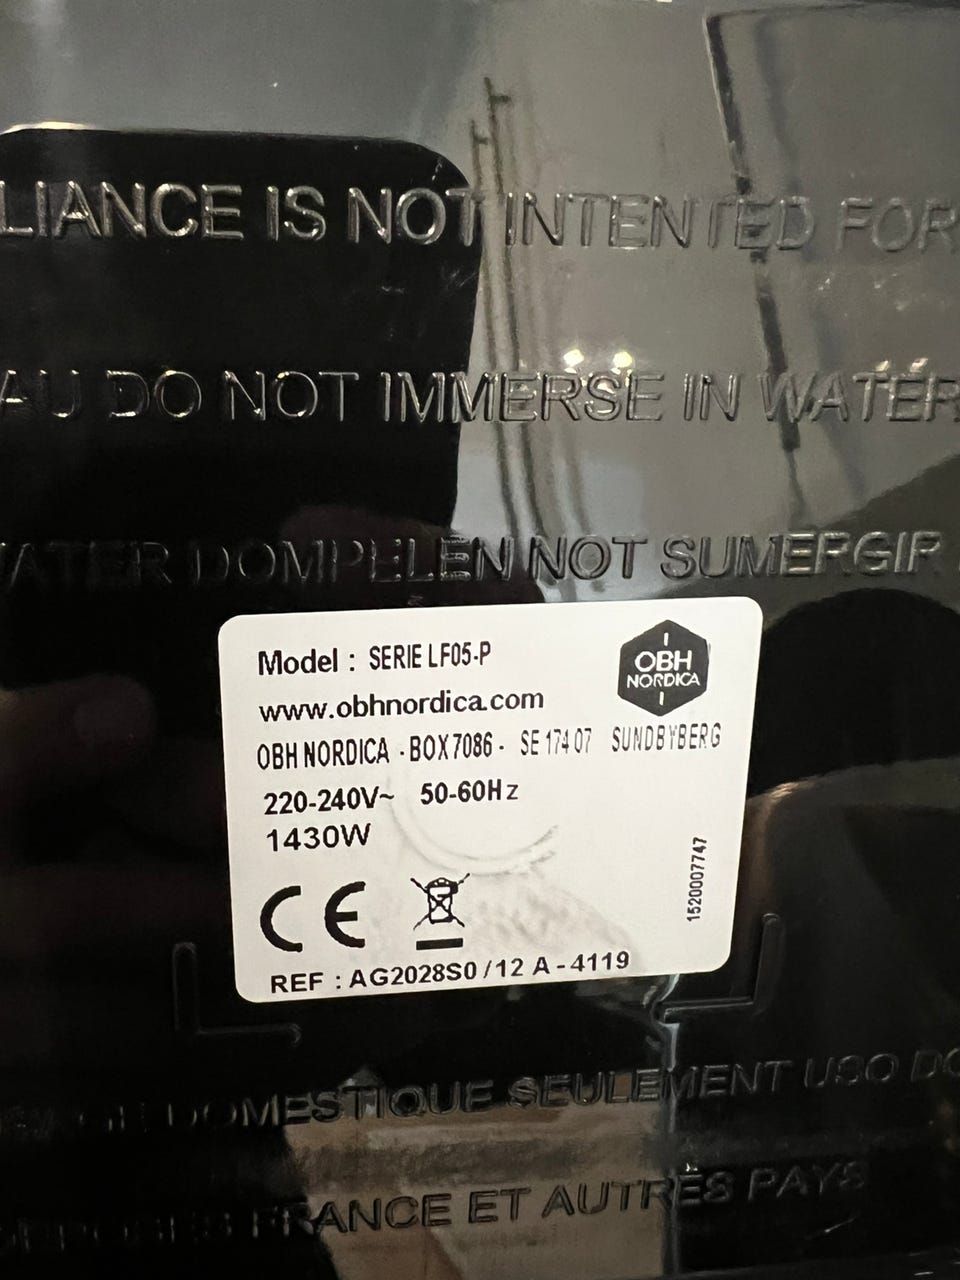 LIANCE IS NOT INTENTED FOR
AU DO NOT IMMERSE IN WATER
WATER DOMPELEN NOT SUMERGIR
Model : SERIE LF05-P
OBH
NORDICA
www.obhnordica.com
OBH NORDICA - BOX 7086 - SE 174 07 SUNDBYBERG
220-240V~ 50-60Hz
1430W
CE
1520007747
REF : AG2028S0/12 A - 4119
DOMESTIQUE SEULEMENT USO DO
FRANCE ET AUTRES PAYS